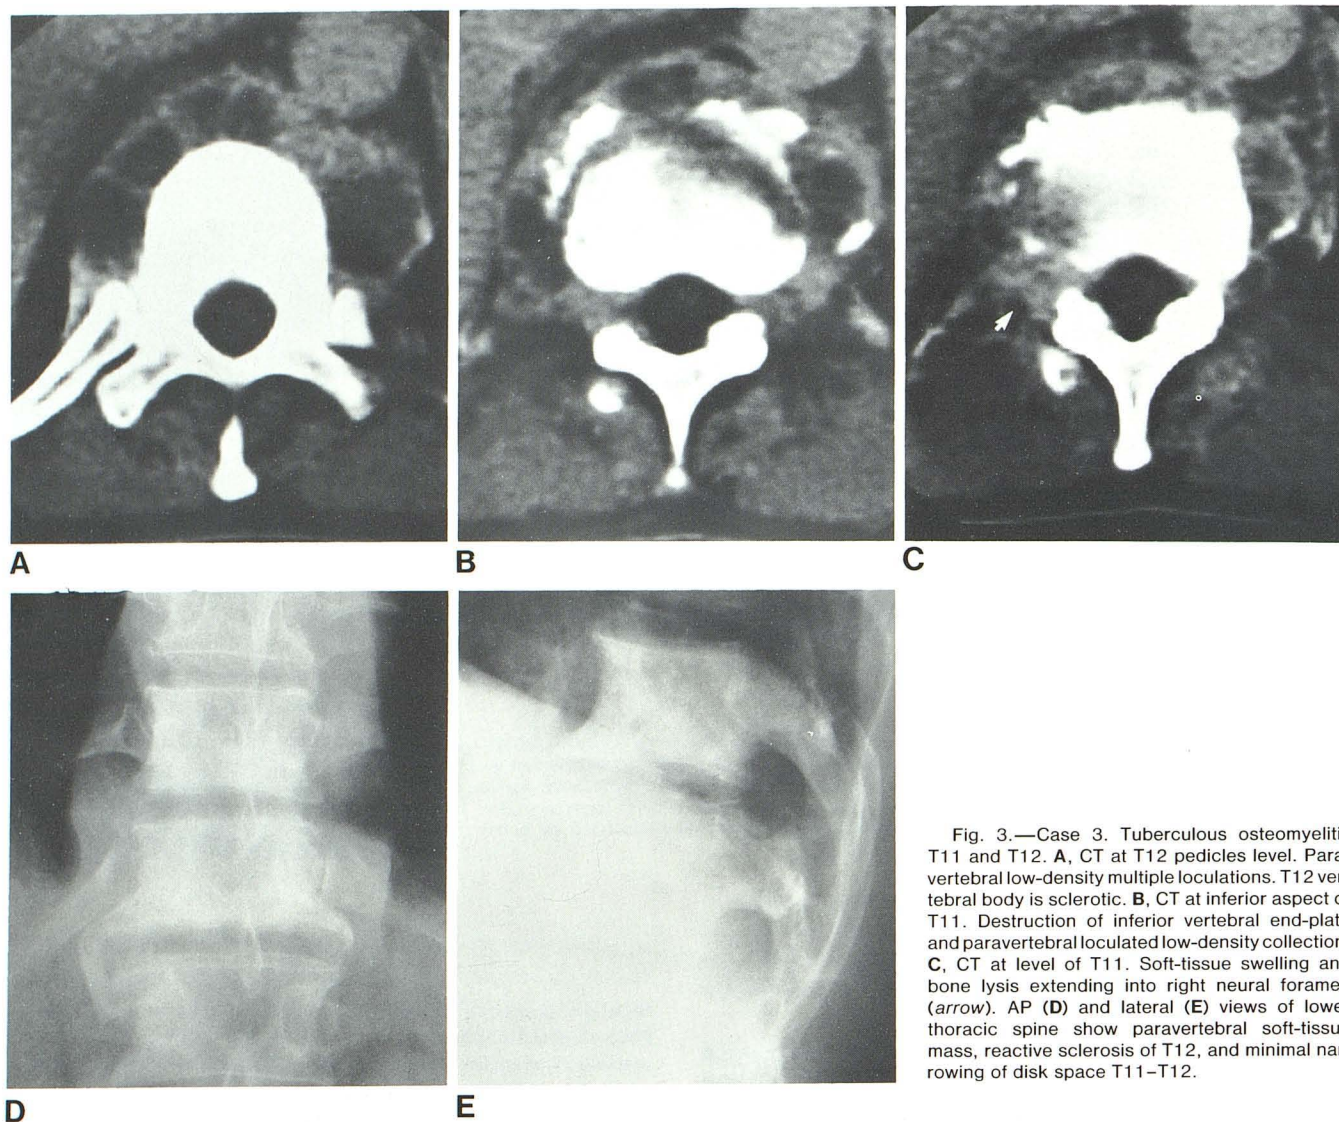 A
B
C
D
E
Fig. 3.—Case 3. Tuberculous osteomyeliti
T11 and T12. A, CT at T12 pedicles level. Para
vertebral low-density multiple loculations. T12 ver
tebral body is sclerotic. B, CT at inferior aspect o
T11. Destruction of inferior vertebral end-plat
and paravertebral loculated low-density collection
C, CT at level of T11. Soft-tissue swelling an
bone lysis extending into right neural forame
(arrow). AP (D) and lateral (E) views of lowe
thoracic spine show paravertebral soft-tissu
mass, reactive sclerosis of T12, and minimal nar
rowing of disk space T11–T12.